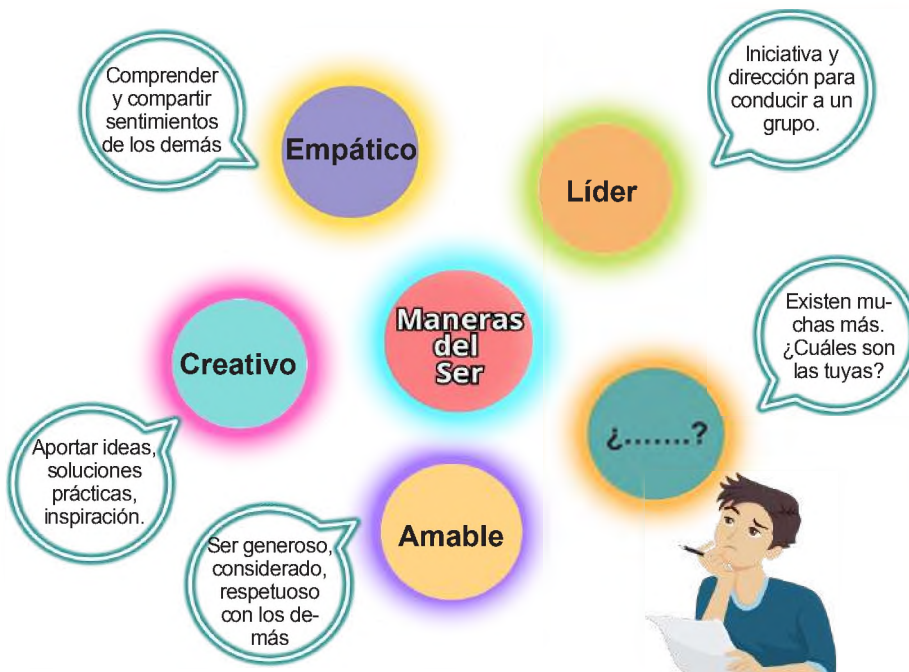 Comprender
y compartir
sentimientos
de los demás
Empático
Iniciativa y
dirección para
conducir a un
grupo.
Líder
Maneras
del
Ser
Existen mu-
chas más.
¿Cuáles son
las tuyas?
Creativo
¿.......?
Aportar ideas,
soluciones
prácticas,
inspiración.
Amable
Ser generoso,
considerado,
respetuoso
con los de-
más